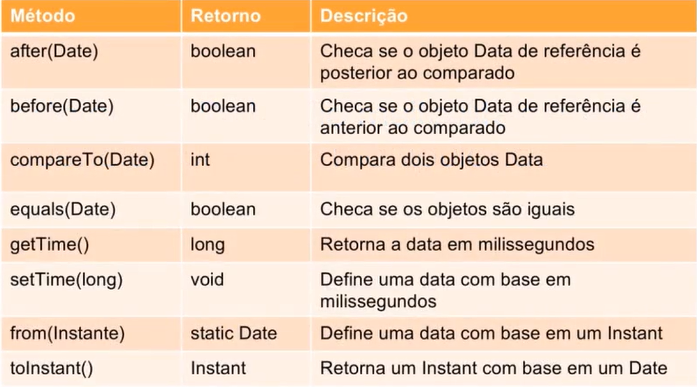 Método Retorno Descrição
after(Date) boolean Checa se o objeto Data de referência é
posterior ao comparado
before(Date) boolean Checa se o objeto Data de referência é
anterior ao comparado
compareTo(Date) int Compara dois objetos Data
equals(Date) boolean Checa se os objetos são iguais
getTime() long Retorna a data em milissegundos
setTime(long) void Define uma data com base em
milissegundos
from(Instante) static Date Define uma data com base em um Instant
toInstant() Instant Retorna um Instant com base em um Date